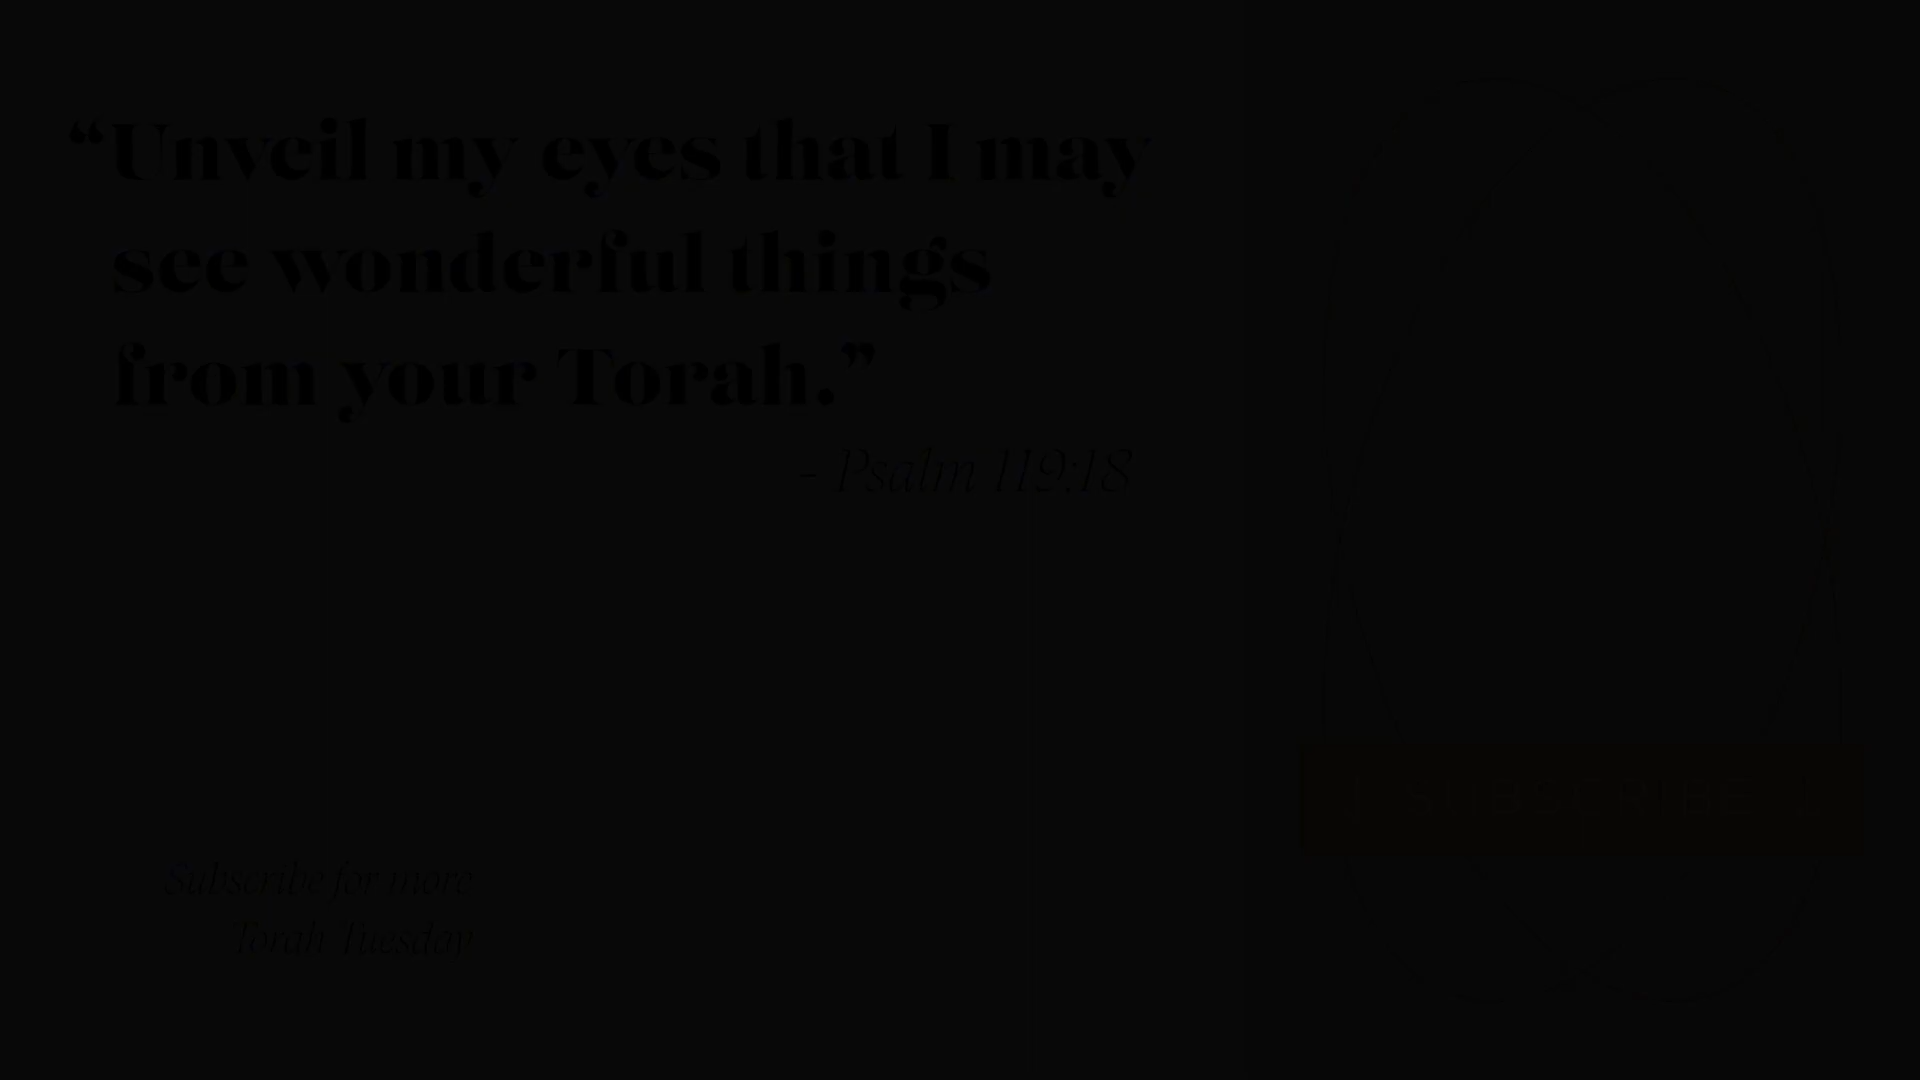 “Unveil my eyes that I may
see wonderful things
from your Torah.”
- Psalm 119:18
SUBSCRIBE
Subscribe for more
Torah Tuesday